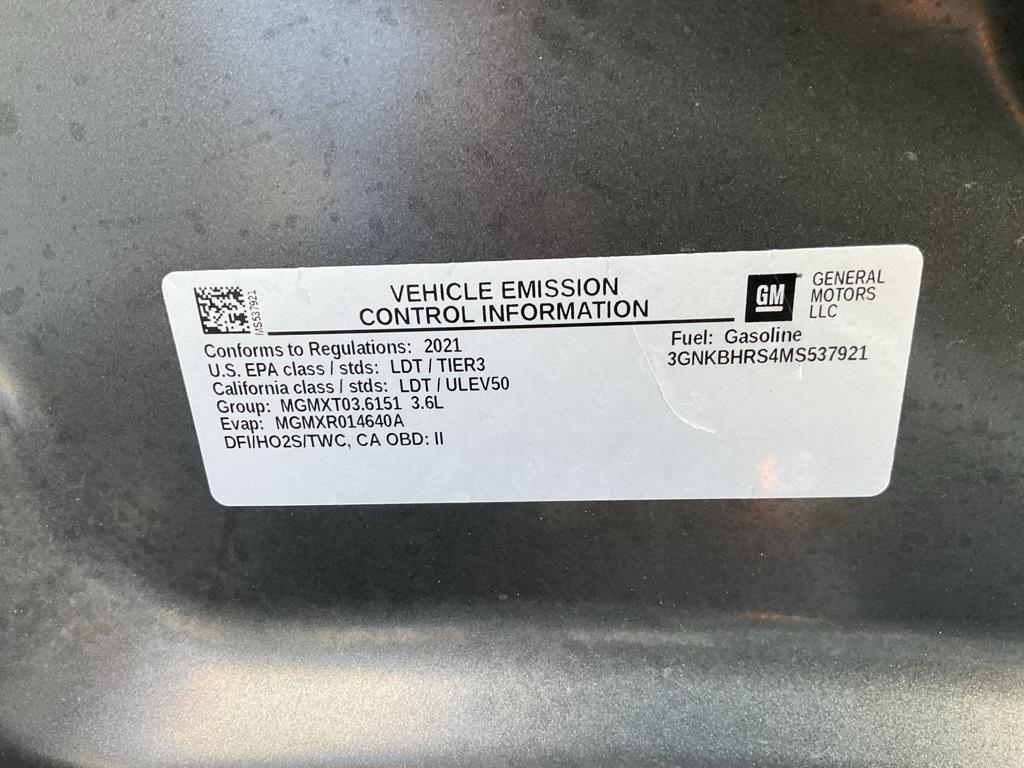 MS537921
VEHICLE EMISSION
CONTROL INFORMATION
GM
GENERAL
MOTORS
LLC
Conforms to Regulations: 2021
U.S. EPA class / stds: LDT / TIER3
California class / stds: LDT / ULEV50
Group: MGMXT03.6151 3.6L
Evap: MGMXR014640A
DFI/HO2S/TWC, CA OBD: II
Fuel: Gasoline
3GNKBHRS4MS537921